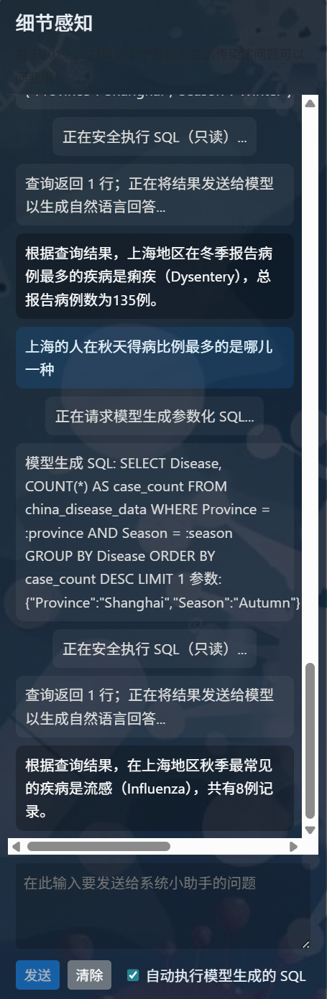 细节感知
{"Province":"Shanghai","Season":"Winter"}
正在安全执行 SQL（只读）...
查询返回 1 行；正在将结果发送给模型
以生成自然语言回答...
根据查询结果，上海地区在冬季报告病
例最多的疾病是痢疾（Dysentery），总
报告病例数为135例。
上海的人在秋天得病比例最多的是哪儿
一种
正在请求模型生成参数化 SQL...
模型生成 SQL: SELECT Disease,
COUNT(*) AS case_count FROM
china_disease_data WHERE Province =
:province AND Season = :season
GROUP BY Disease ORDER BY
case_count DESC LIMIT 1 参数:
{"Province":"Shanghai","Season":"Autumn"}
正在安全执行 SQL（只读）...
查询返回 1 行；正在将结果发送给模型
以生成自然语言回答...
根据查询结果，在上海地区秋季最常见
的疾病是流感（Influenza），共有8例记
录。
在此输入要发送给系统小助手的问题
发送
清除
自动执行模型生成的 SQL